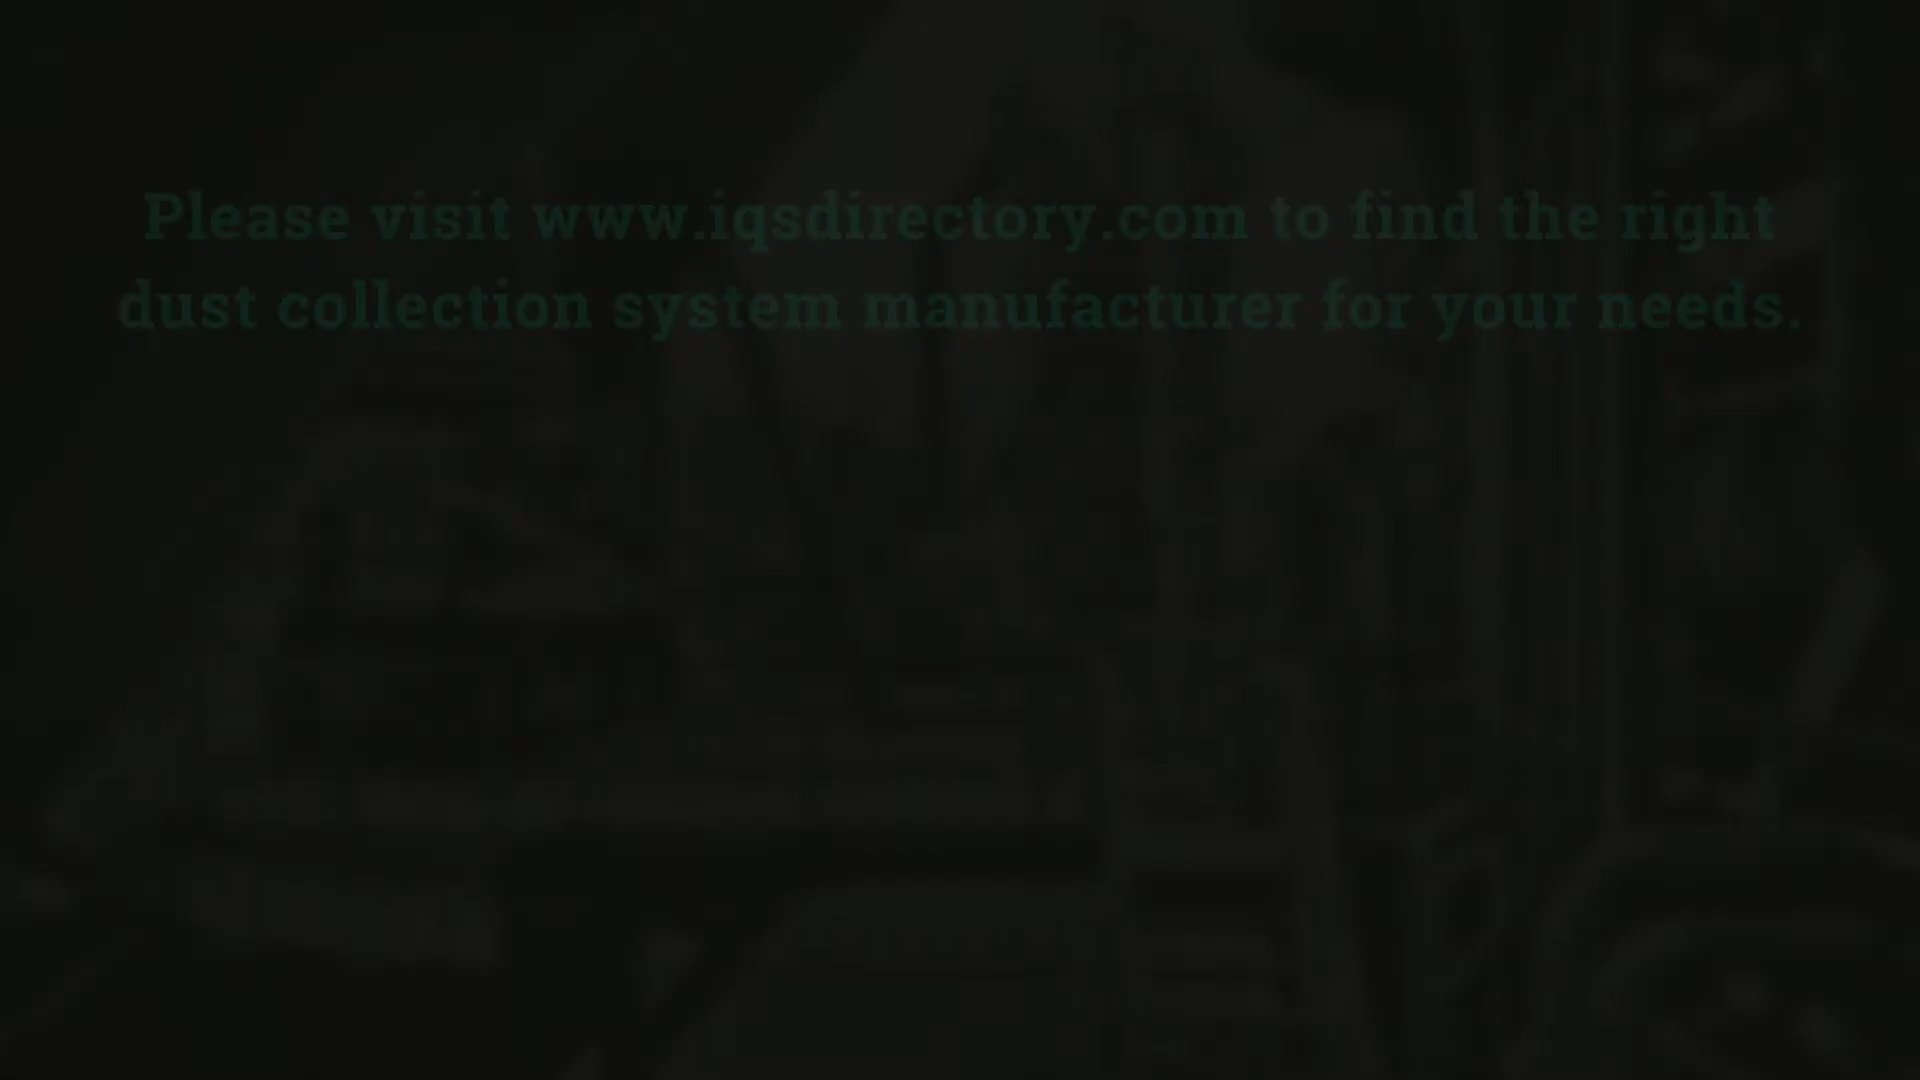 Please visit www.iqsdirectory.com to find the right
dust collection system manufacturer for your needs.